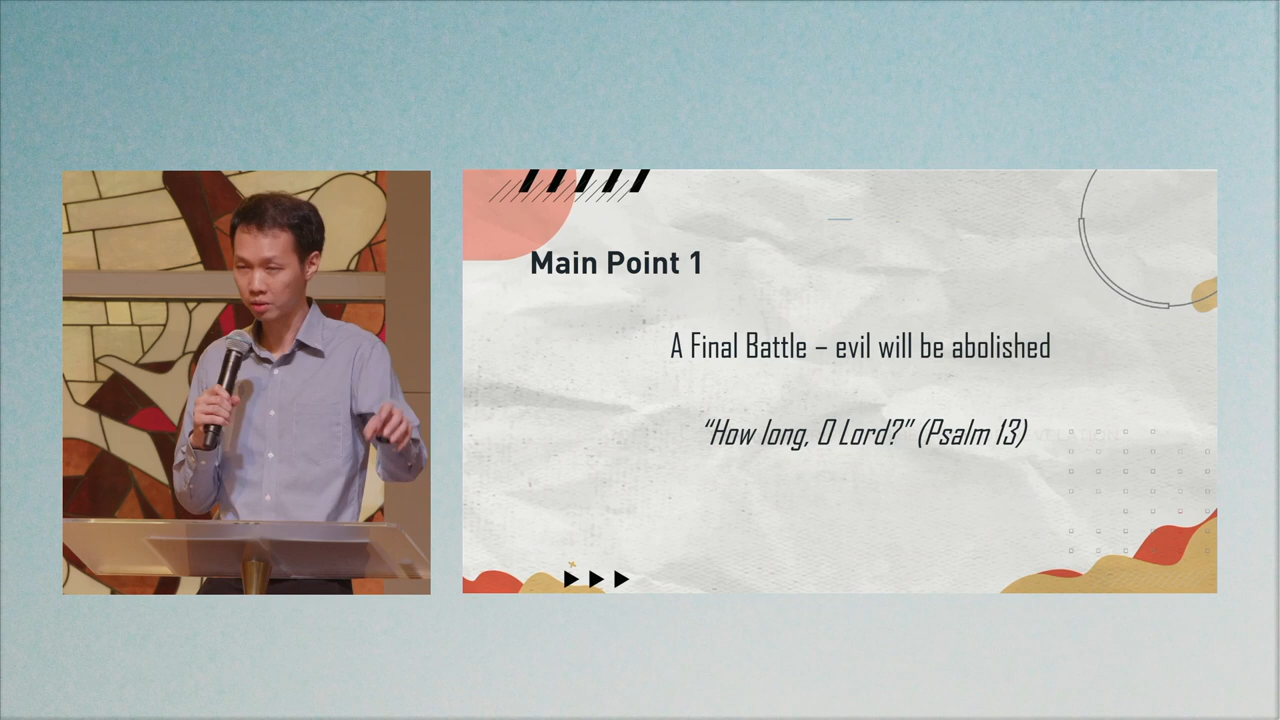 Main Point 1
A Final Battle – evil will be abolished
“How long, O Lord?” (Psalm 13)